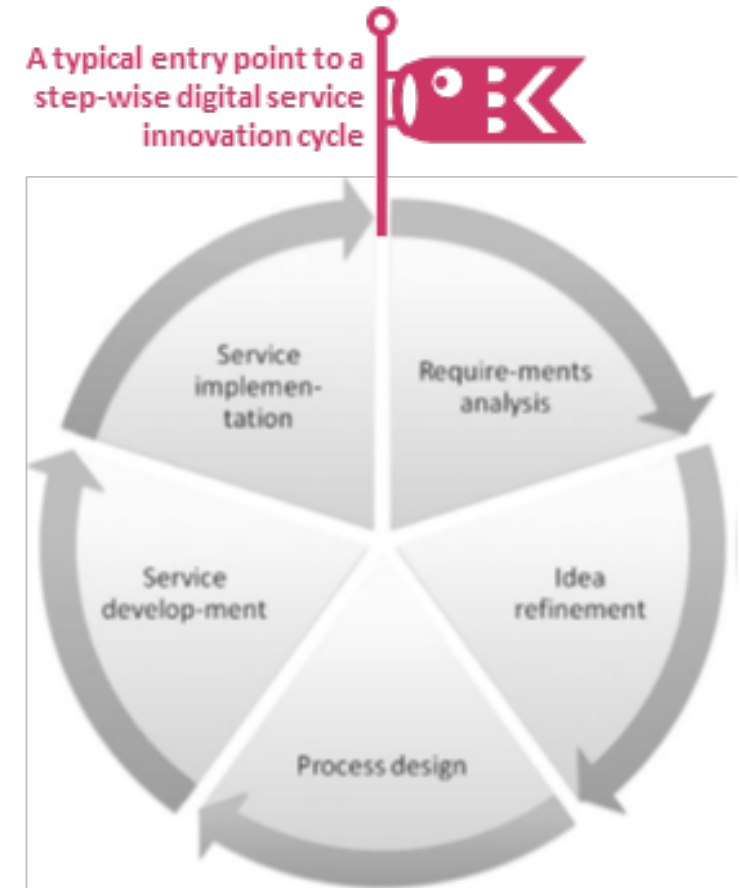 A typical entry point to a
step-wise digital service
innovation cycle
Service
implemen-
tation
Require-ments
analysis
Idea
refinement
Process design
Service
develop-ment